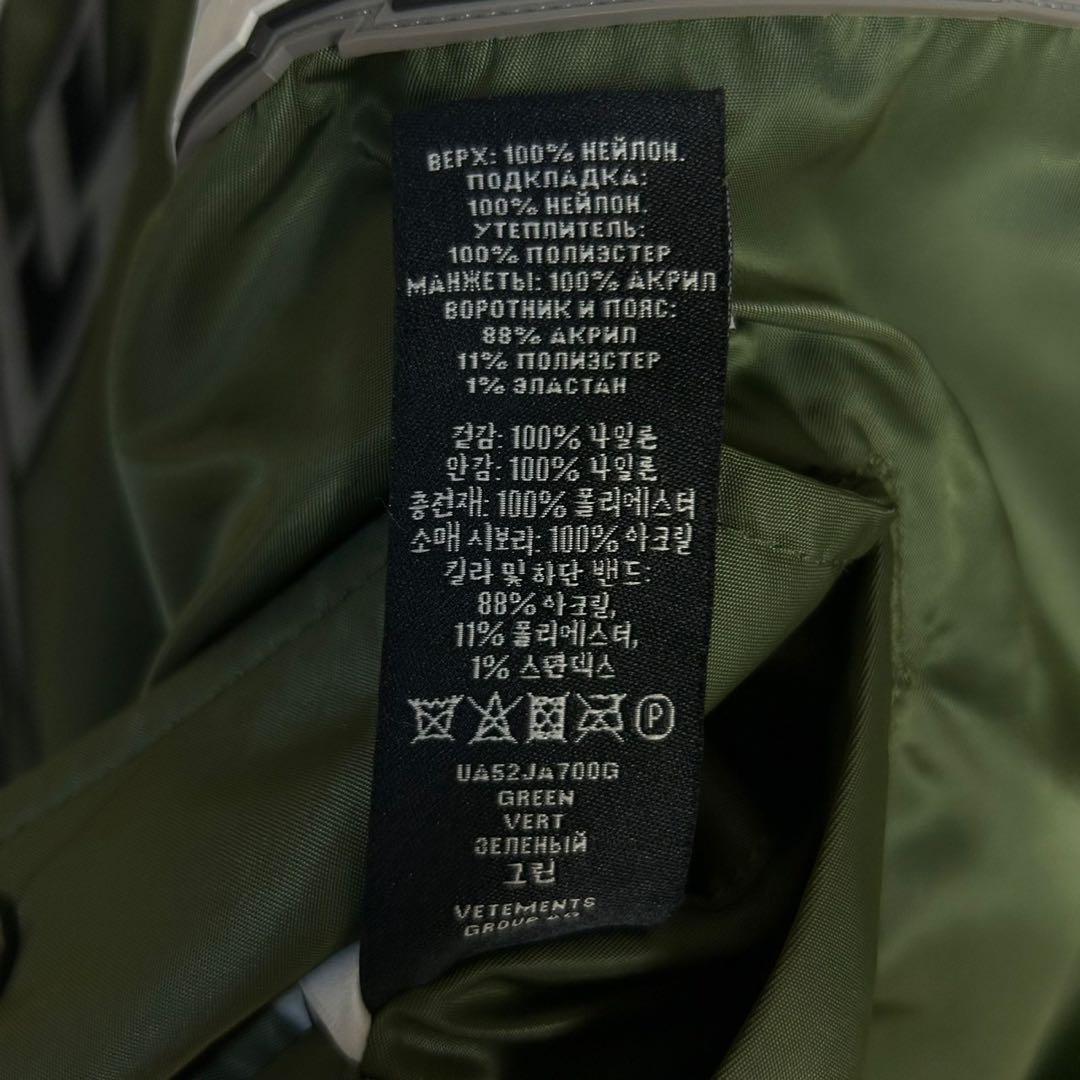 ВЕРХ: 100% НЕЙЛОН.
ПОДКЛАДКА:
100% НЕЙЛОН.
УТЕПЛИТЕЛЬ:
100% ПОЛИЭСТЕР
МАНЖЕТЫ: 100% АКРИЛ
ВОРОТНИК И ПОЯС:
88% АКРИЛ
11% ПОЛИЭСТЕР
1% ЭЛАСТАН
겉감: 100% 나일론
안감: 100% 나일론
충전재: 100% 폴리에스터
소매 시보리: 100% 아크릴
칼라 및 하단 밴드:
88% 아크릴,
11% 폴리에스터,
1% 스판덱스
P
UA52JA700G
GREEN
VERT
ЗЕЛЕНЫЙ
그린
VETEMENTS
GROUP AG